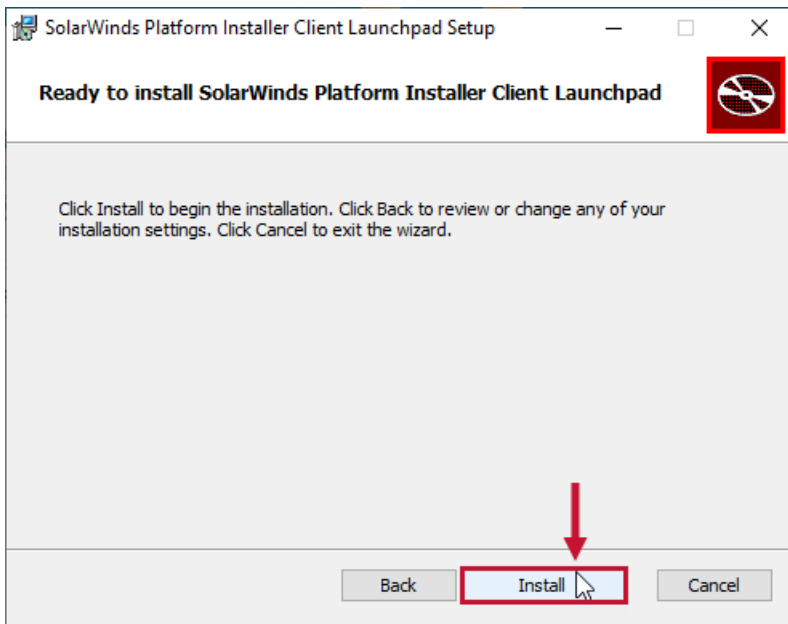 SolarWinds Platform Installer Client Launchpad Setup
Ready to install SolarWinds Platform Installer Client Launchpad
Click Install to begin the installation. Click Back to review or change any of your
installation settings. Click Cancel to exit the wizard.
Back Install Cancel